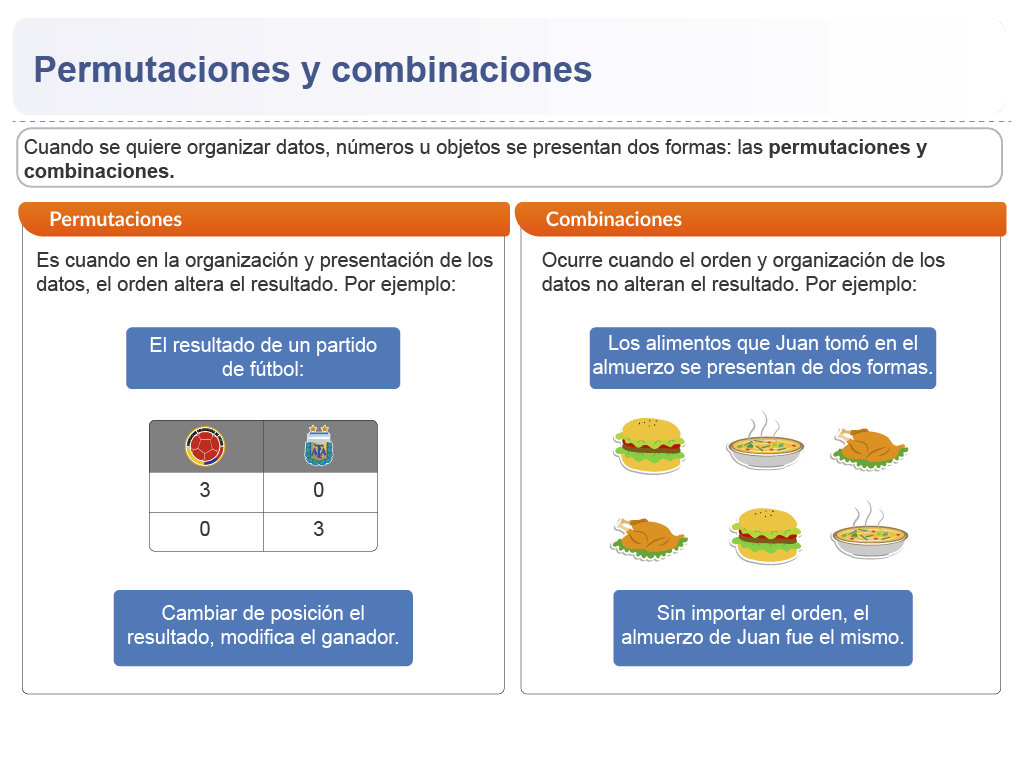 Permutaciones y combinaciones
Cuando se quiere organizar datos, números u objetos se presentan dos formas: las permutaciones y
combinaciones.
Permutaciones
Es cuando en la organización y presentación de los
datos, el orden altera el resultado. Por ejemplo:
El resultado de un partido
de fútbol:
AFA
3 0
0 3
Cambiar de posición el
resultado, modifica el ganador.
Combinaciones
Ocurre cuando el orden y organización de los
datos no alteran el resultado. Por ejemplo:
Los alimentos que Juan tomó en el
almuerzo se presentan de dos formas.
Sin importar el orden, el
almuerzo de Juan fue el mismo.